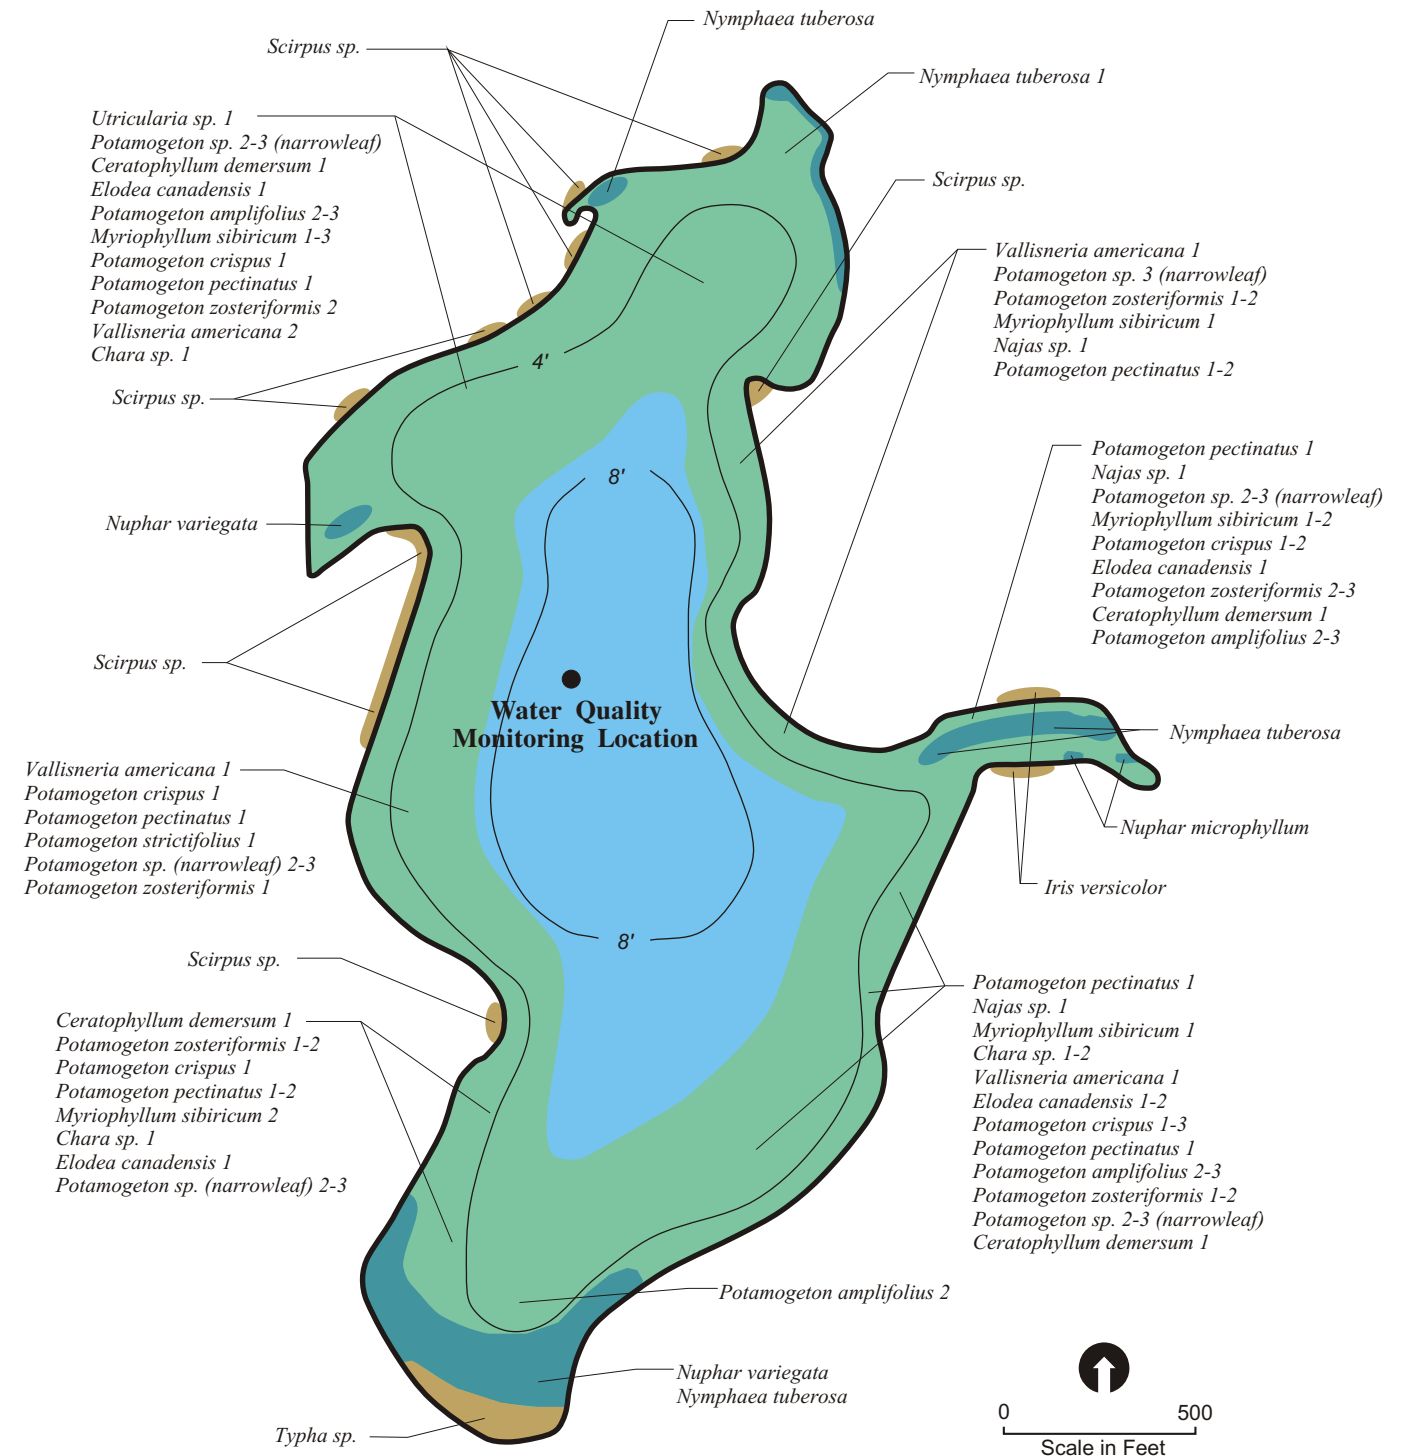 Nymphaea tuberosa
Scirpus sp.
Nymphaea tuberosa 1
Utricularia sp. 1
Potamogeton sp. 2-3 (narrowleaf)
Ceratophyllum demersum 1
Elodea canadensis 1
Potamogeton amplifolius 2-3
Myriophyllum sibiricum 1-3
Potamogeton crispus 1
Potamogeton pectinatus 1
Potamogeton zosteriformis 2
Vallisneria americana 2
Chara sp. 1
Scirpus sp.
Vallisneria americana 1
Potamogeton sp. 3 (narrowleaf)
Potamogeton zosteriformis 1-2
Myriophyllum sibiricum 1
Najas sp. 1
Potamogeton pectinatus 1-2
4'
Scirpus sp.
8'
Potamogeton pectinatus 1
Najas sp. 1
Potamogeton sp. 2-3 (narrowleaf)
Myriophyllum sibiricum 1-2
Potamogeton crispus 1-2
Elodea canadensis 1
Potamogeton zosteriformis 2-3
Ceratophyllum demersum 1
Potamogeton amplifolius 2-3
Nuphar variegata
Scirpus sp.
Water Quality
Monitoring Location
Nymphaea tuberosa
Vallisneria americana 1
Potamogeton crispus 1
Potamogeton pectinatus 1
Potamogeton strictifolius 1
Potamogeton sp. (narrowleaf) 2-3
Potamogeton zosteriformis 1
Nuphar microphyllum
Iris versicolor
8'
Scirpus sp.
Potamogeton pectinatus 1
Najas sp. 1
Myriophyllum sibiricum 1
Chara sp. 1-2
Vallisneria americana 1
Elodea canadensis 1-2
Potamogeton crispus 1-3
Potamogeton pectinatus 1
Potamogeton amplifolius 2-3
Potamogeton zosteriformis 1-2
Potamogeton sp. 2-3 (narrowleaf)
Ceratophyllum demersum 1
Ceratophyllum demersum 1
Potamogeton zosteriformis 1-2
Potamogeton crispus 1
Potamogeton pectinatus 1-2
Myriophyllum sibiricum 2
Chara sp. 1
Elodea canadensis 1
Potamogeton sp. (narrowleaf) 2-3
Potamogeton amplifolius 2
Nuphar variegata
Nymphaea tuberosa
Typha sp.
0 500
Scale in Feet